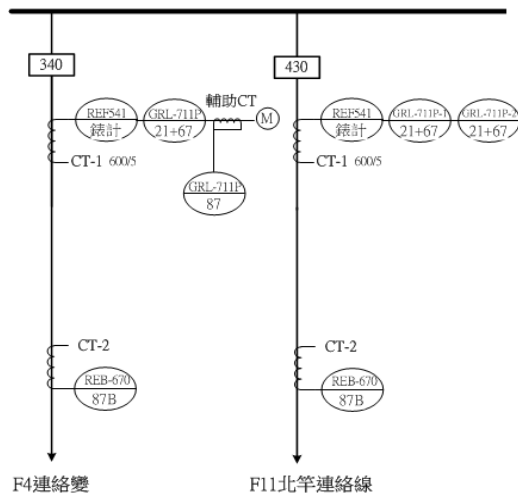 340
430
REF541
錶計
GRL-711P
21+67
輔助CT
M
REF541
錶計
GRL-711P-1
21+67
GRL-711P-2
21+67
CT-1 600/5
CT-1 600/5
GRL-711P
87
CT-2
CT-2
REB-670
87B
REB-670
87B
F4連絡變
F11北竿連絡線